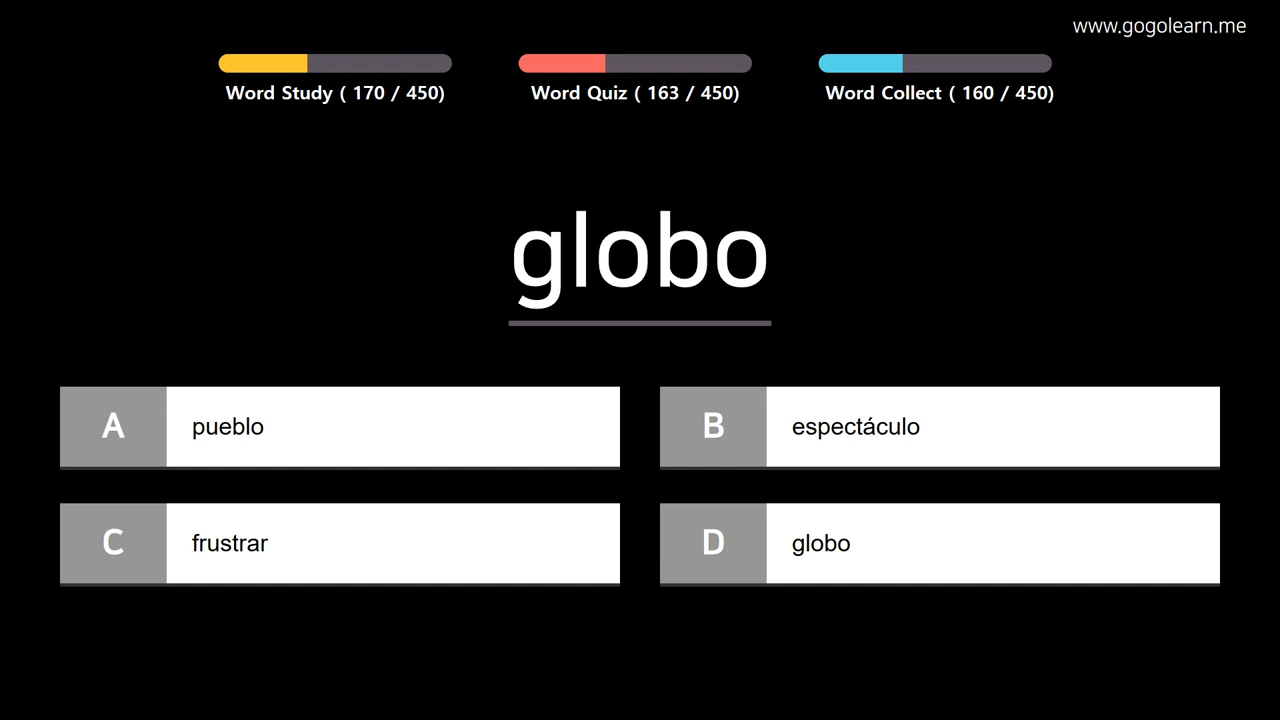 www.gogolearn.me
Word Study ( 170 / 450)
Word Quiz ( 163 / 450)
Word Collect ( 160 / 450)
globo
A pueblo
B espectáculo
C frustrar
D globo